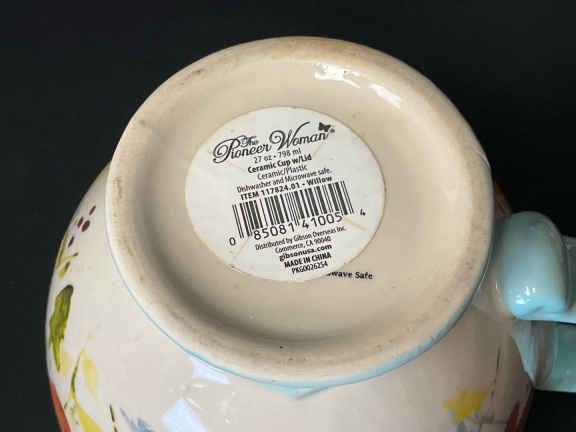 The
Pioneer Woman
27 oz • 798 ml
Ceramic Cup w/Lid
Ceramic/Plastic
Dishwasher and Microwave safe.
ITEM 117824.01 - Willow
0 85081 41005 4
Distributed by Gibson Overseas Inc.
Commerce, CA 90040
gibsonusa.com
MADE IN CHINA
PKG0026254
wave Safe